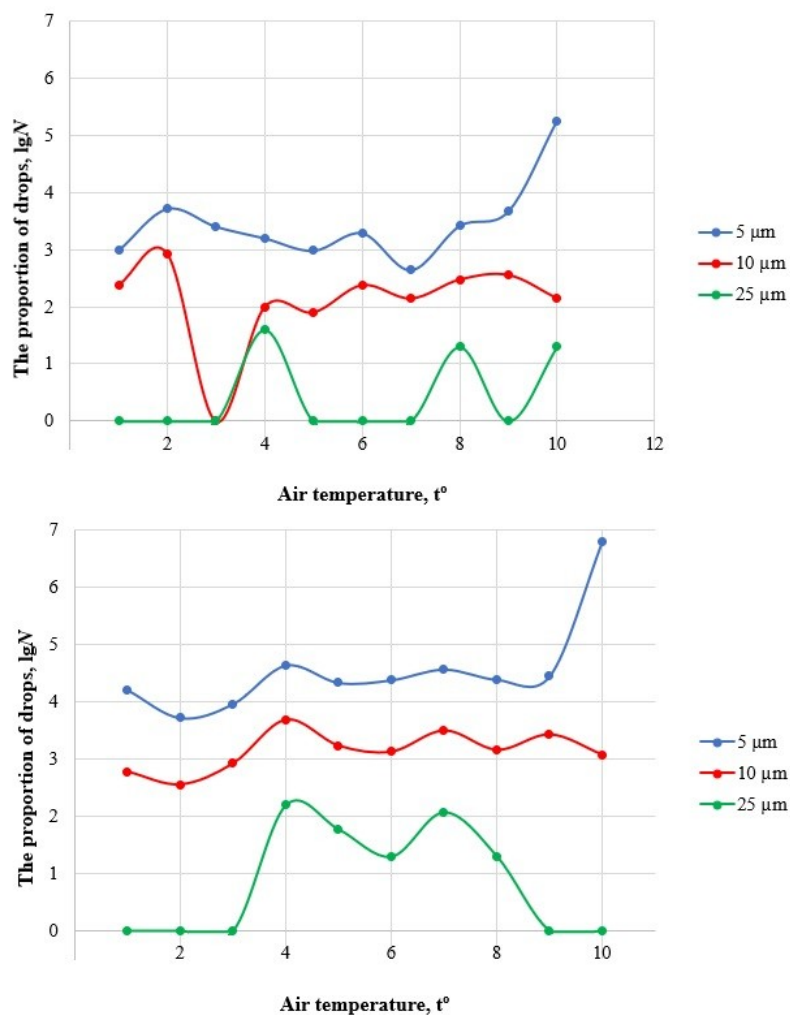 The proportion of drops, lgN
7
6
5
4
3
2
1
0
2
4
6
8
10
12
Air temperature, t°
5 µm
10 µm
25 µm
The proportion of drops, lgN
7
6
5
4
3
2
1
0
2
4
6
8
10
Air temperature, t°
5 µm
10 µm
25 µm